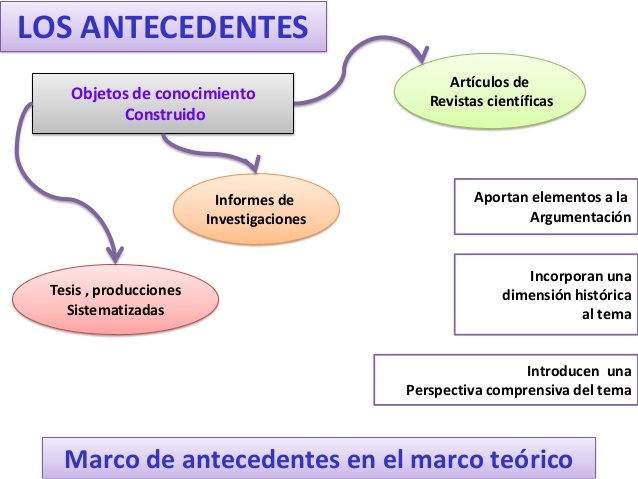 LOS ANTECEDENTES
Objetos de conocimiento
Construido
Artículos de
Revistas científicas
Informes de
Investigaciones
Aportan elementos a la
Argumentación
Tesis , producciones
Sistematizadas
Incorporan una
dimensión histórica
al tema
Introducen  una
Perspectiva comprensiva del tema
Marco de antecedentes en el marco teórico